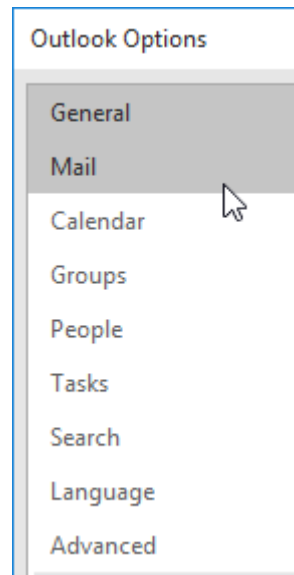 Outlook Options
General
Mail
Calendar
Groups
People
Tasks
Search
Language
Advanced